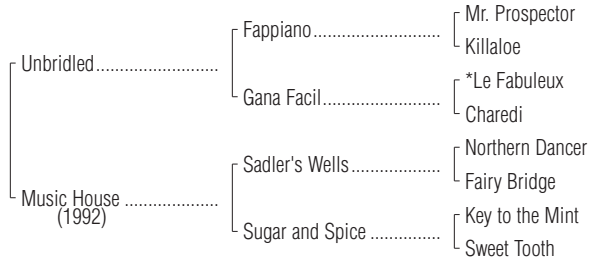 Mr. Prospector
Fappiano
Killaloe
Unbridled
*Le Fabuleux
Gana Facil
Charedi
Northern Dancer
Sadler's Wells
Fairy Bridge
Music House
(1992)
Key to the Mint
Sugar and Spice
Sweet Tooth